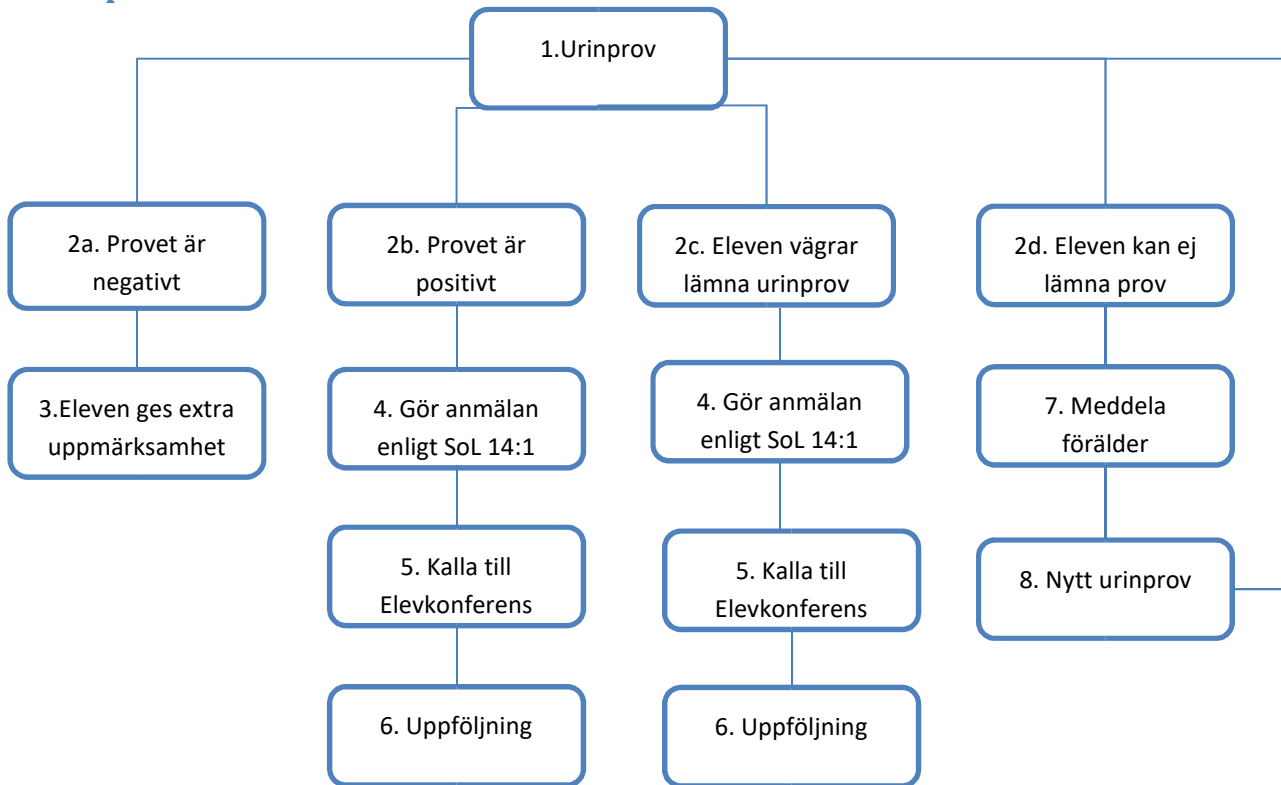 1.Urinprov
2a. Provet är
negativt
2b. Provet är
positivt
2c. Eleven vägrar
lämna urinprov
2d. Eleven kan ej
lämna prov
3.Eleven ges extra
uppmärksamhet
4. Gör anmälan
enligt SoL 14:1
4. Gör anmälan
enligt SoL 14:1
7. Meddela
förälder
5. Kalla till
Elevkonferens
5. Kalla till
Elevkonferens
8. Nytt urinprov
6. Uppföljning
6. Uppföljning